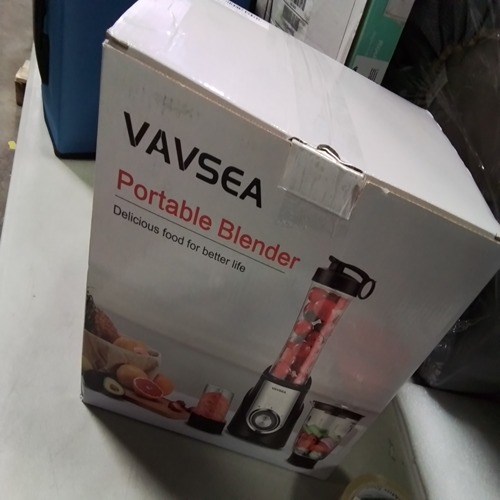 VAVSEA
Portable Blender
Delicious food for better life